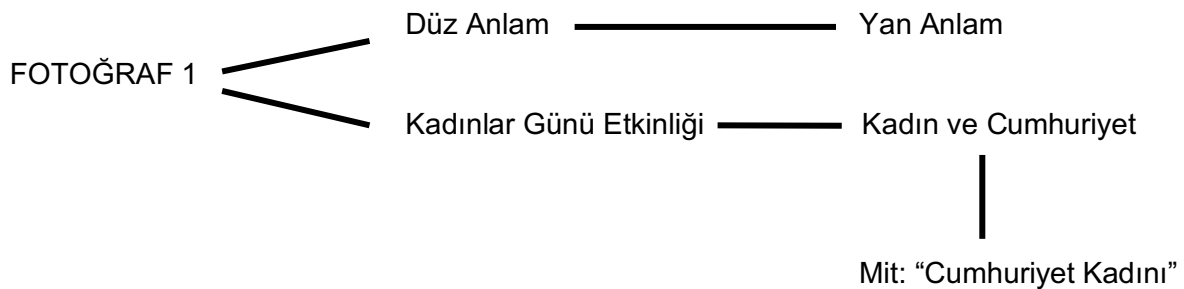 Düz Anlam Yan Anlam
FOTOĞRAF 1
Kadınlar Günü Etkinliği Kadın ve Cumhuriyet
Mit: “Cumhuriyet Kadını”